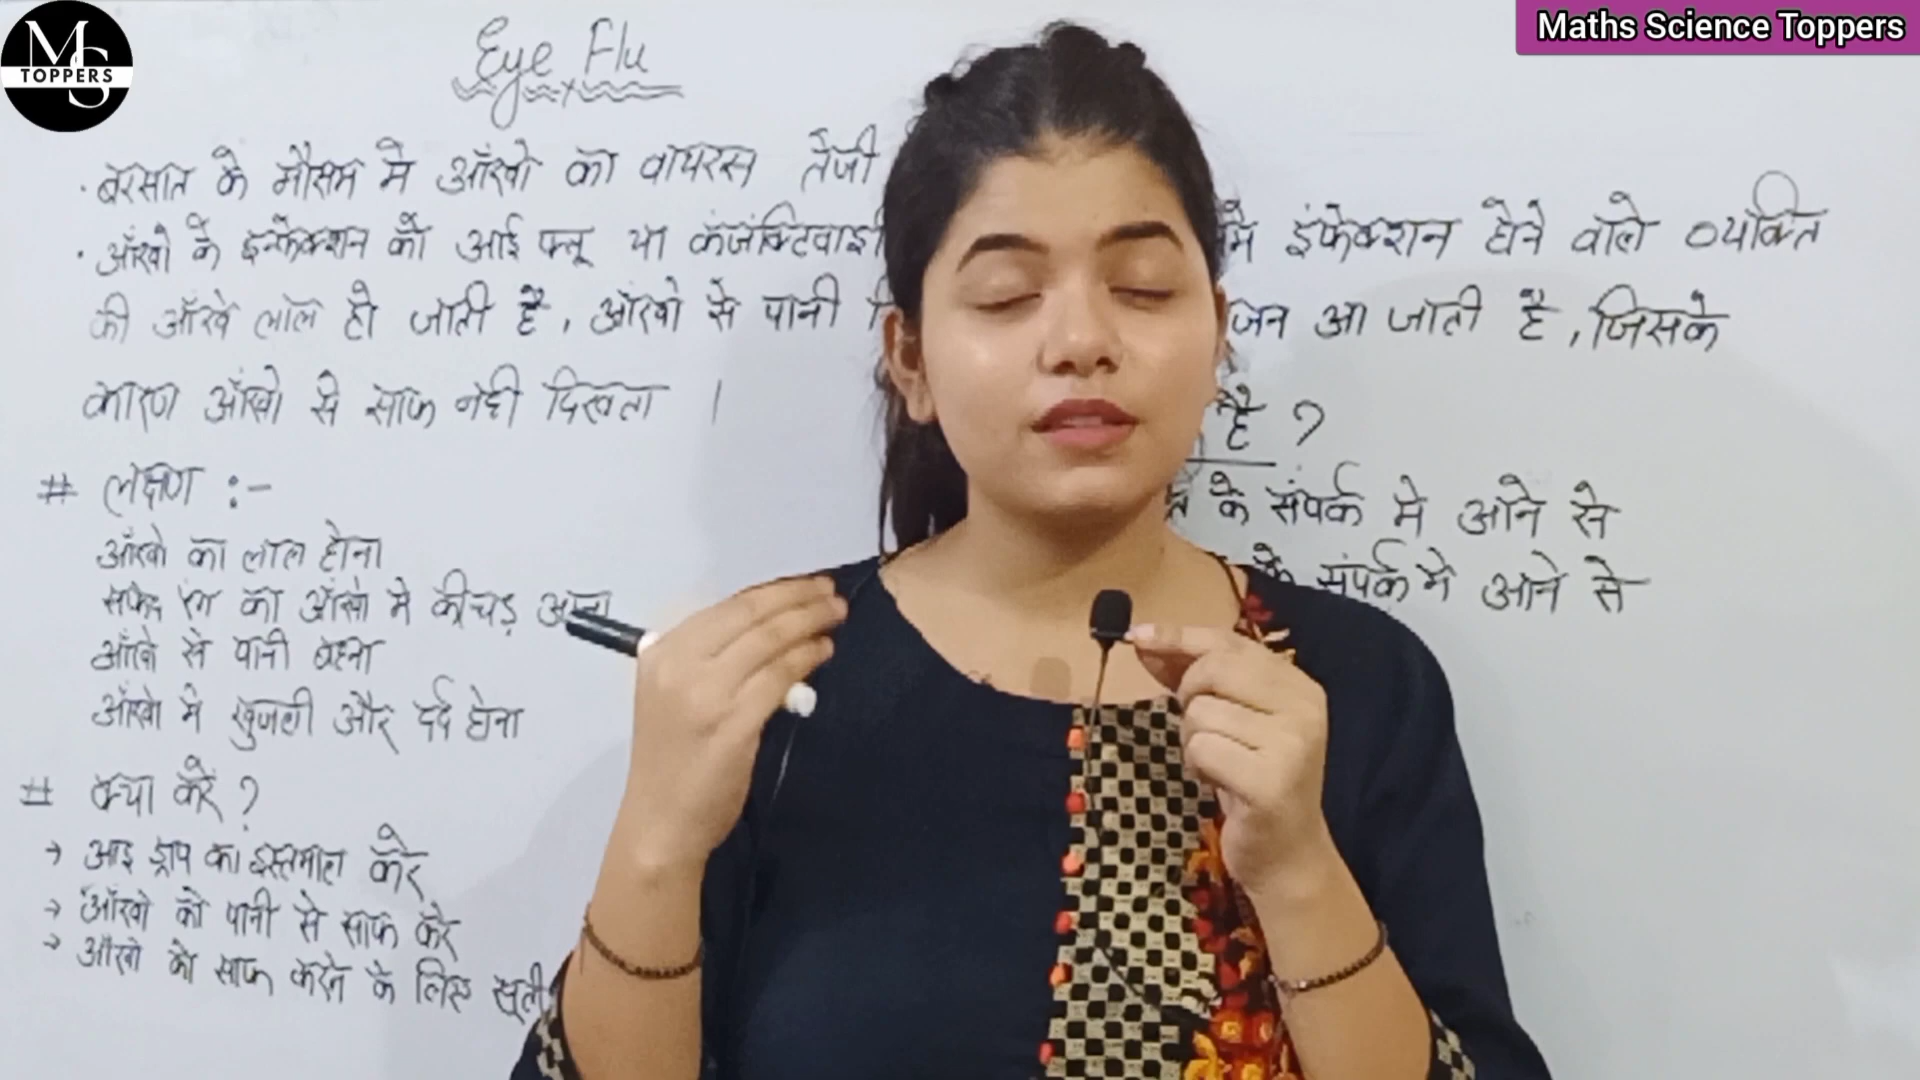 MS
TOPPERS
Maths Science Toppers
Eye Flu
· बरसात के मौसम मे आँखो का वायरस तेजी
· आँखो के इन्फेक्शन को आई फ्लू या कंजंक्टिवाइ इंफेक्शन होने वाले व्यक्ति
की आँखे लाल हो जाती है, आँखो से पानी जन आ जाती है, जिसके
कारण आँखो से साफ नही दिखता ।
# लक्षण :-
आँखो का लाल होना
सफेद रंग का आँखो मे कीचड़ आना
आँखो से पानी बहना
आँखो मे खुजली और दर्द होना
# क्या करें ?
→ आइ ड्राप का इस्तमाल करे
→ आँखो को पानी से साफ करे
→ आँखो को साफ करने के लिए सूती
है ?
के संपर्क मे आने से
के संपर्क मे आने से